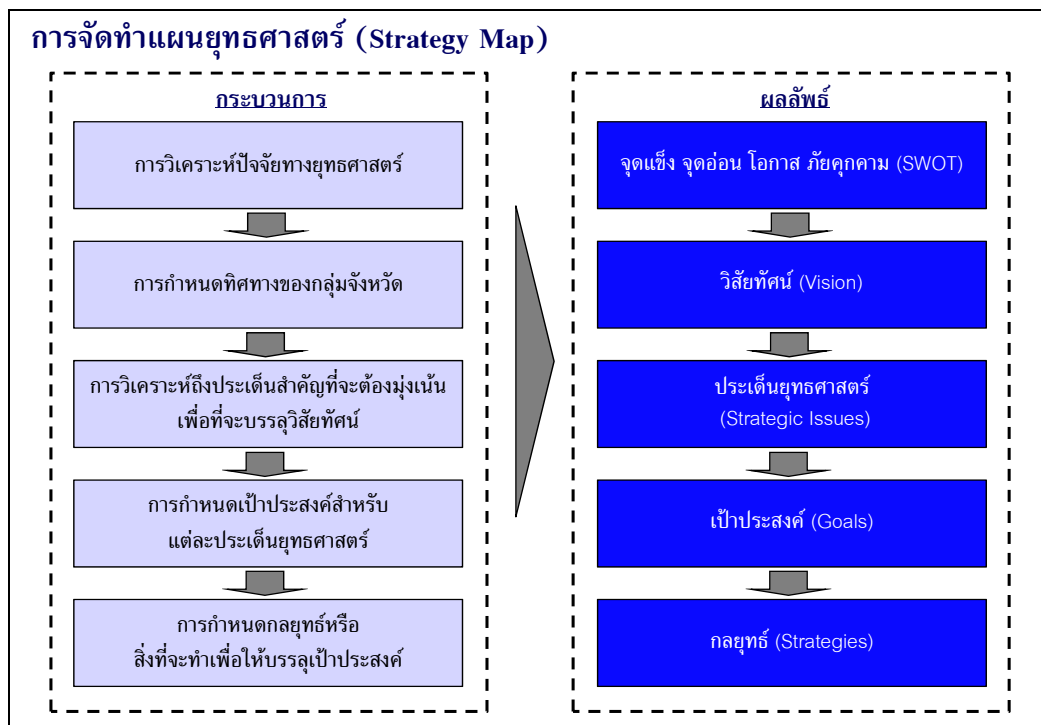 การจัดทำแผนยุทธศาสตร์ (Strategy Map)
กระบวนการ
การวิเคราะห์ปัจจัยทางยุทธศาสตร์
การกำหนดทิศทางของกลุ่มจังหวัด
การวิเคราะห์ถึงประเด็นสำคัญที่จะต้องมุ่งเน้น
เพื่อที่จะบรรลุวิสัยทัศน์
การกำหนดเป้าประสงค์สำหรับ
แต่ละประเด็นยุทธศาสตร์
การกำหนดกลยุทธ์หรือ
สิ่งที่จะทำเพื่อให้บรรลุเป้าประสงค์
ผลลัพธ์
จุดแข็ง จุดอ่อน โอกาส ภัยคุกคาม (SWOT)
วิสัยทัศน์ (Vision)
ประเด็นยุทธศาสตร์
(Strategic Issues)
เป้าประสงค์ (Goals)
กลยุทธ์ (Strategies)